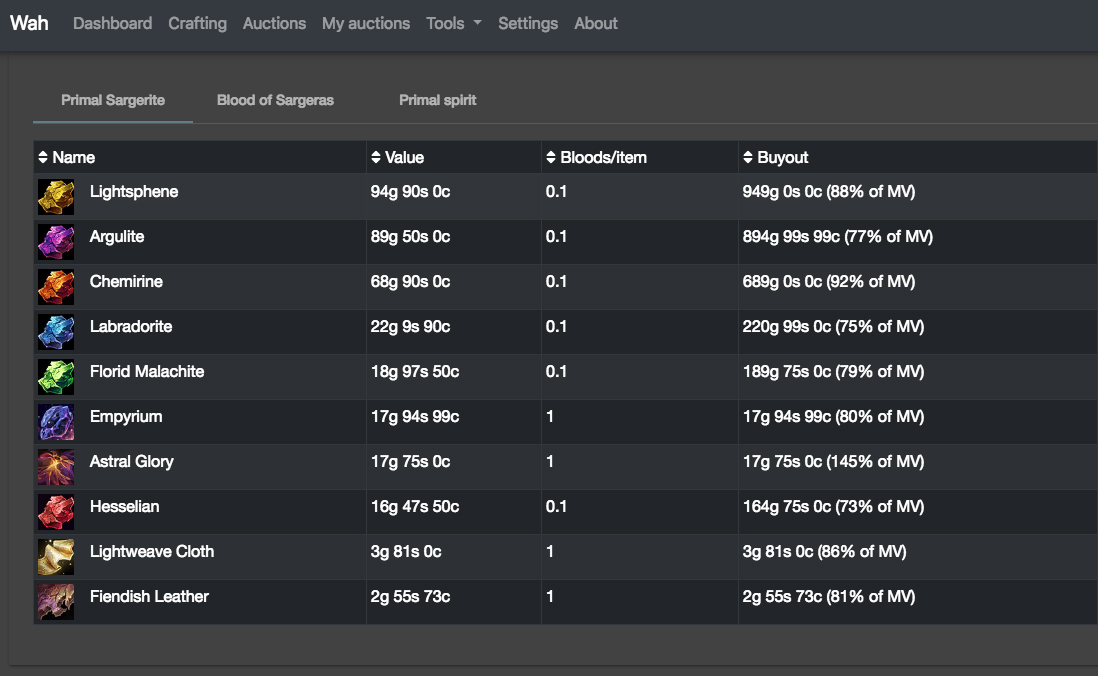 Wah Dashboard Crafting Auctions My auctions Tools Settings About
Primal Sargerite Blood of Sargeras Primal spirit
Name Value Bloods/item Buyout
Lightsphene 94g 90s 0c 0.1 949g 0s 0c (88% of MV)
Argulite 89g 50s 0c 0.1 894g 99s 99c (77% of MV)
Chemirine 68g 90s 0c 0.1 689g 0s 0c (92% of MV)
Labradorite 22g 9s 90c 0.1 220g 99s 0c (75% of MV)
Florid Malachite 18g 97s 50c 0.1 189g 75s 0c (79% of MV)
Empyrium 17g 94s 99c 1 17g 94s 99c (80% of MV)
Astral Glory 17g 75s 0c 1 17g 75s 0c (145% of MV)
Hesselian 16g 47s 50c 0.1 164g 75s 0c (73% of MV)
Lightweave Cloth 3g 81s 0c 1 3g 81s 0c (86% of MV)
Fiendish Leather 2g 55s 73c 1 2g 55s 73c (81% of MV)